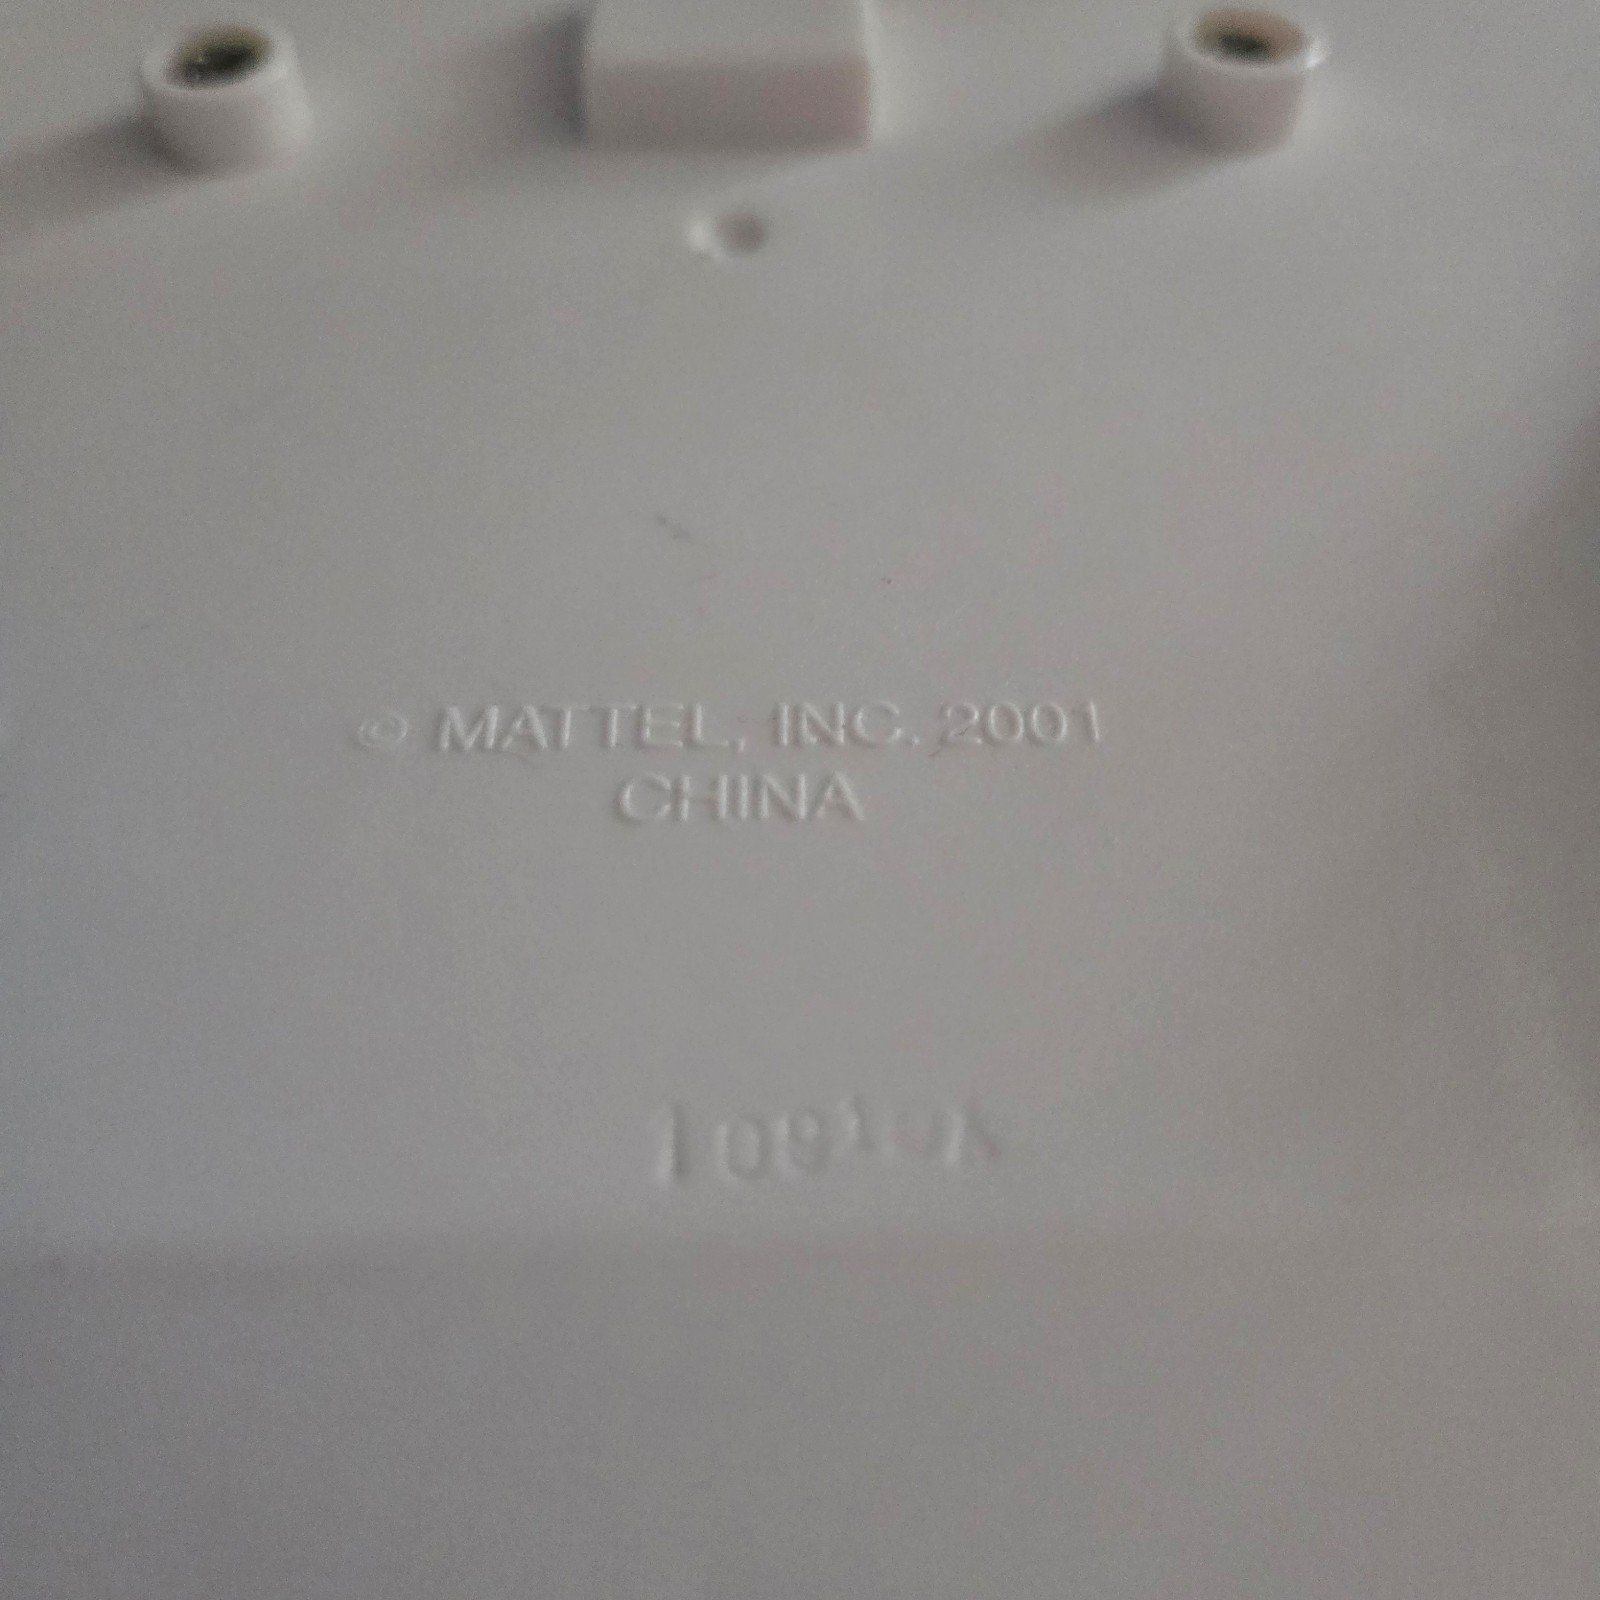 © MATTEL, INC. 2001
CHINA